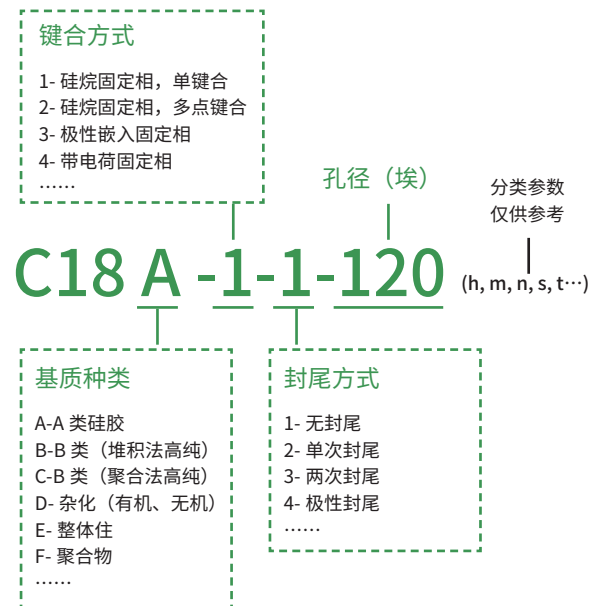 键合方式
1- 硅烷固定相，单键合
2- 硅烷固定相，多点键合
3- 极性嵌入固定相
4- 带电荷固定相
……
孔径（埃）
分类参数
仅供参考
C18 A -1-1-120
(h, m, n, s, t…)
基质种类
A-A 类硅胶
B-B 类（堆积法高纯）
C-B 类（聚合法高纯）
D- 杂化（有机、无机）
E- 整体住
F- 聚合物
……
封尾方式
1- 无封尾
2- 单次封尾
3- 两次封尾
4- 极性封尾
……